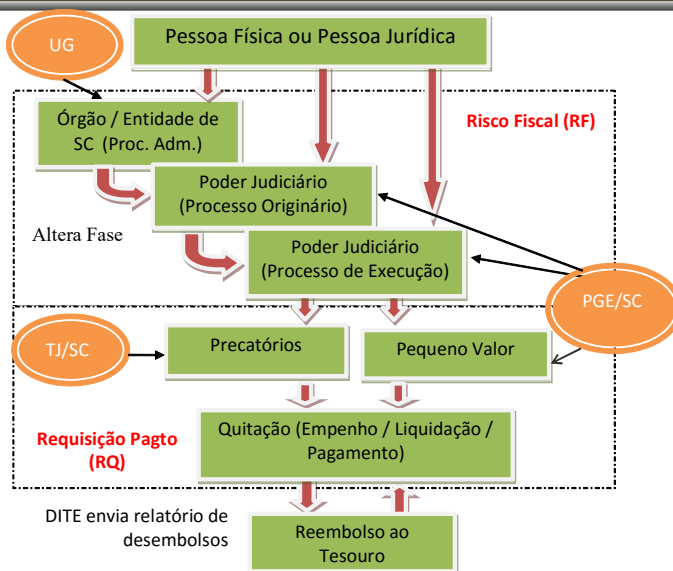 UG
Pessoa Física ou Pessoa Jurídica
Órgão / Entidade de
SC (Proc. Adm.)
Risco Fiscal (RF)
Poder Judiciário
(Processo Originário)
Altera Fase
Poder Judiciário
(Processo de Execução)
PGE/SC
TJ/SC
Precatórios
Pequeno Valor
Requisição Pagto
(RQ)
Quitação (Empenho / Liquidação /
Pagamento)
DITE envia relatório de
desembolsos
Reembolso ao
Tesouro